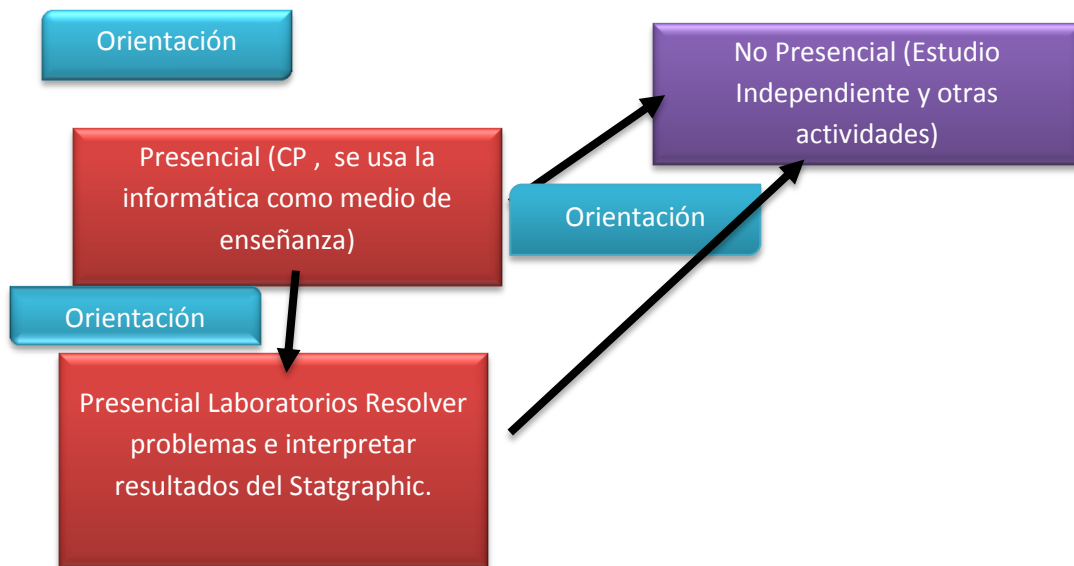 Orientación
No Presencial (Estudio
Independiente y otras
actividades)
Presencial (CP , se usa la
informática como medio de
enseñanza)
Orientación
Orientación
Presencial Laboratorios Resolver
problemas e interpretar
resultados del Statgraphic.